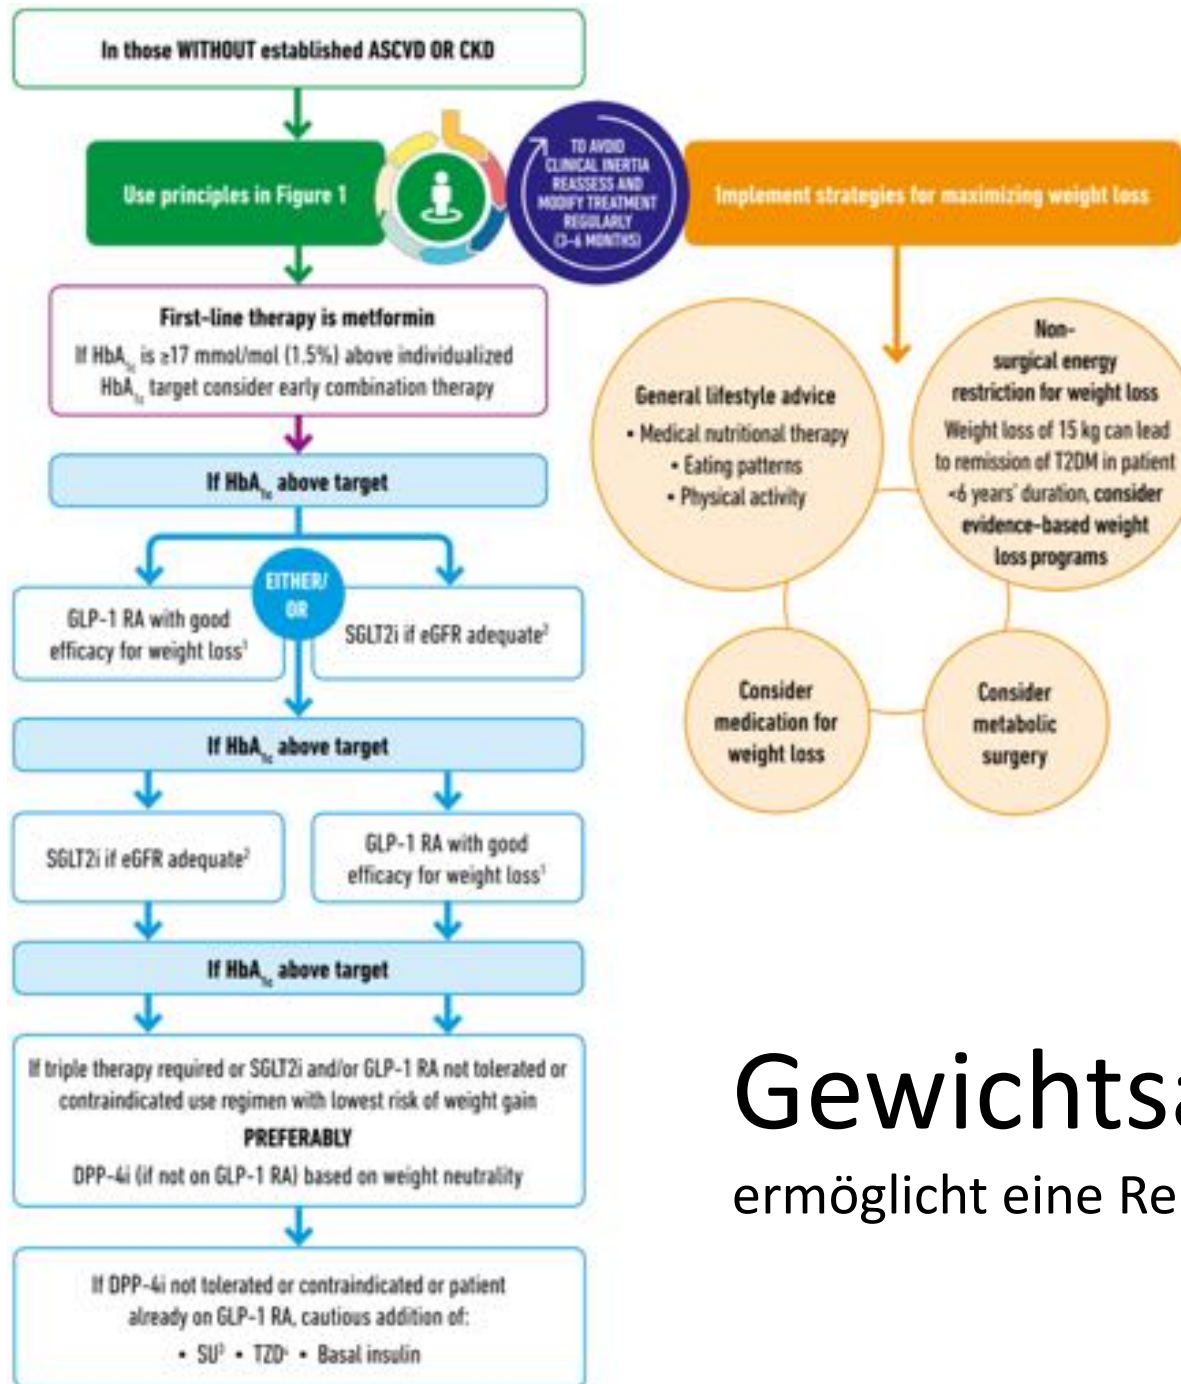 In those WITHOUT established ASCVD OR CKD
Use principles in Figure 1
TO AVOID
CLINICAL INERTIA
REASSESS AND
MODIFY TREATMENT
REGULARLY
(3–6 MONTHS)
Implement strategies for maximizing weight loss
First-line therapy is metformin
If HbA1c is ≥17 mmol/mol (1.5%) above individualized
HbA1c target consider early combination therapy
If HbA1c above target
EITHER/
OR
GLP-1 RA with good
efficacy for weight loss¹
SGLT2i if eGFR adequate²
If HbA1c above target
SGLT2i if eGFR adequate²
GLP-1 RA with good
efficacy for weight loss¹
If HbA1c above target
If triple therapy required or SGLT2i and/or GLP-1 RA not tolerated or
contraindicated use regimen with lowest risk of weight gain
PREFERABLY
DPP-4i (if not on GLP-1 RA) based on weight neutrality
If DPP-4i not tolerated or contraindicated or patient
already on GLP-1 RA, cautious addition of:
• SU³ • TZD⁴ • Basal insulin
General lifestyle advice
• Medical nutritional therapy
• Eating patterns
• Physical activity
Non-
surgical energy
restriction for weight loss
Weight loss of 15 kg can lead
to remission of T2DM in patient
<6 years' duration, consider
evidence-based weight
loss programs
Consider
medication for
weight loss
Consider
metabolic
surgery
Gewichtsa
ermöglicht eine Re